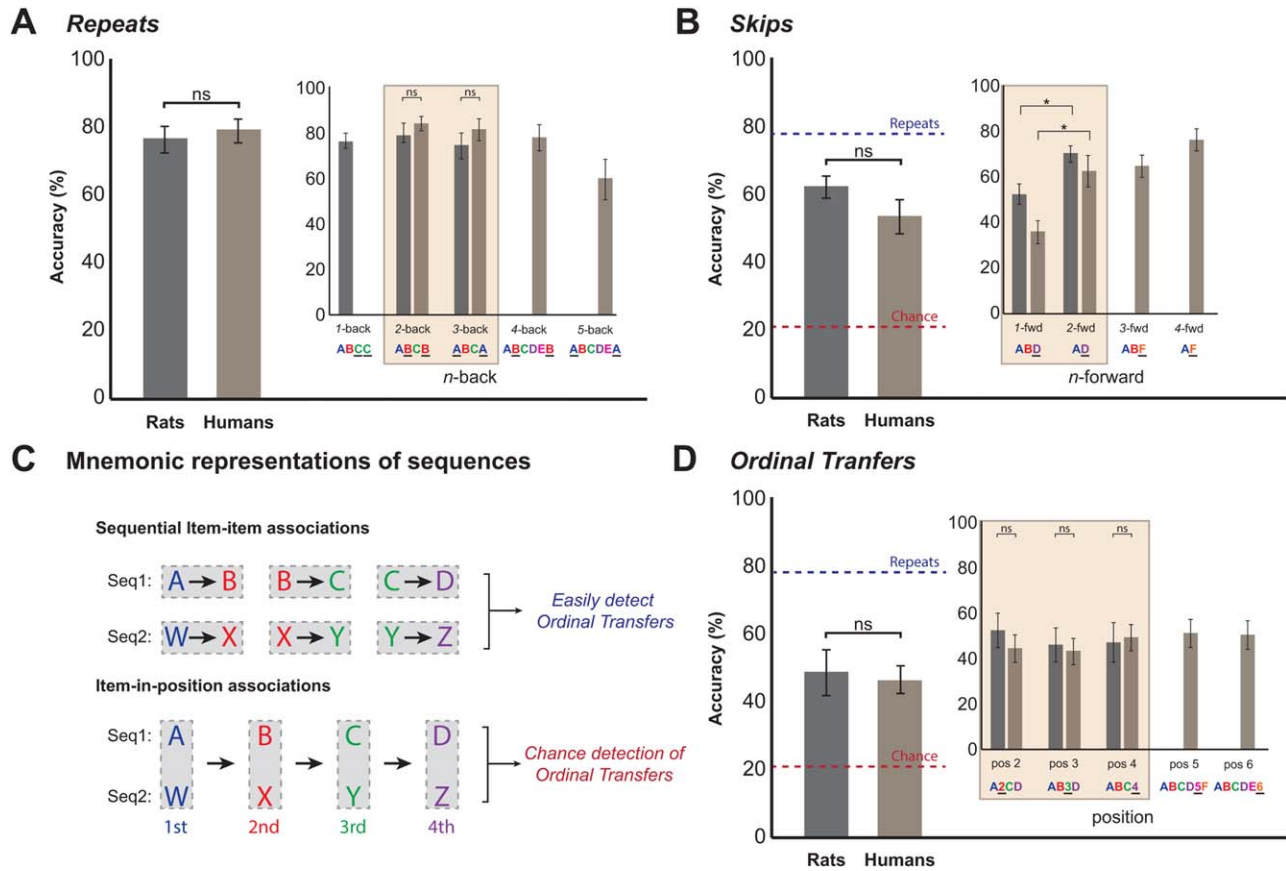 A Repeats
100
80
60
40
20
0
Accuracy (%)
ns
Rats Humans
100
80
60
40
20
0
ns ns
1-back 2-back 3-back 4-back 5-back
ABCC ABCB ABCA ABCDEB ABCDEA
n-back
B Skips
100
80
60
40
20
0
Accuracy (%)
Repeats
ns
Chance
Rats Humans
100
80
60
40
20
0
*
*
1-fwd 2-fwd 3-fwd 4-fwd
ABD AD ABF AF
n-forward
C Mnemonic representations of sequences
Sequential Item-item associations
Seq1: A → B B → C C → D
Seq2: W → X X → Y Y → Z
Easily detect
Ordinal Transfers
Item-in-position associations
Seq1: A B C D
Seq2: W X Y Z
1st 2nd 3rd 4th
Chance detection of
Ordinal Transfers
D Ordinal Tranfers
100
80
60
40
20
0
Accuracy (%)
Repeats
ns
Chance
Rats Humans
100
80
60
40
20
0
ns ns ns
pos 2 pos 3 pos 4 pos 5 pos 6
A2CD AB3D ABC4 ABCD5F ABCDE6
position